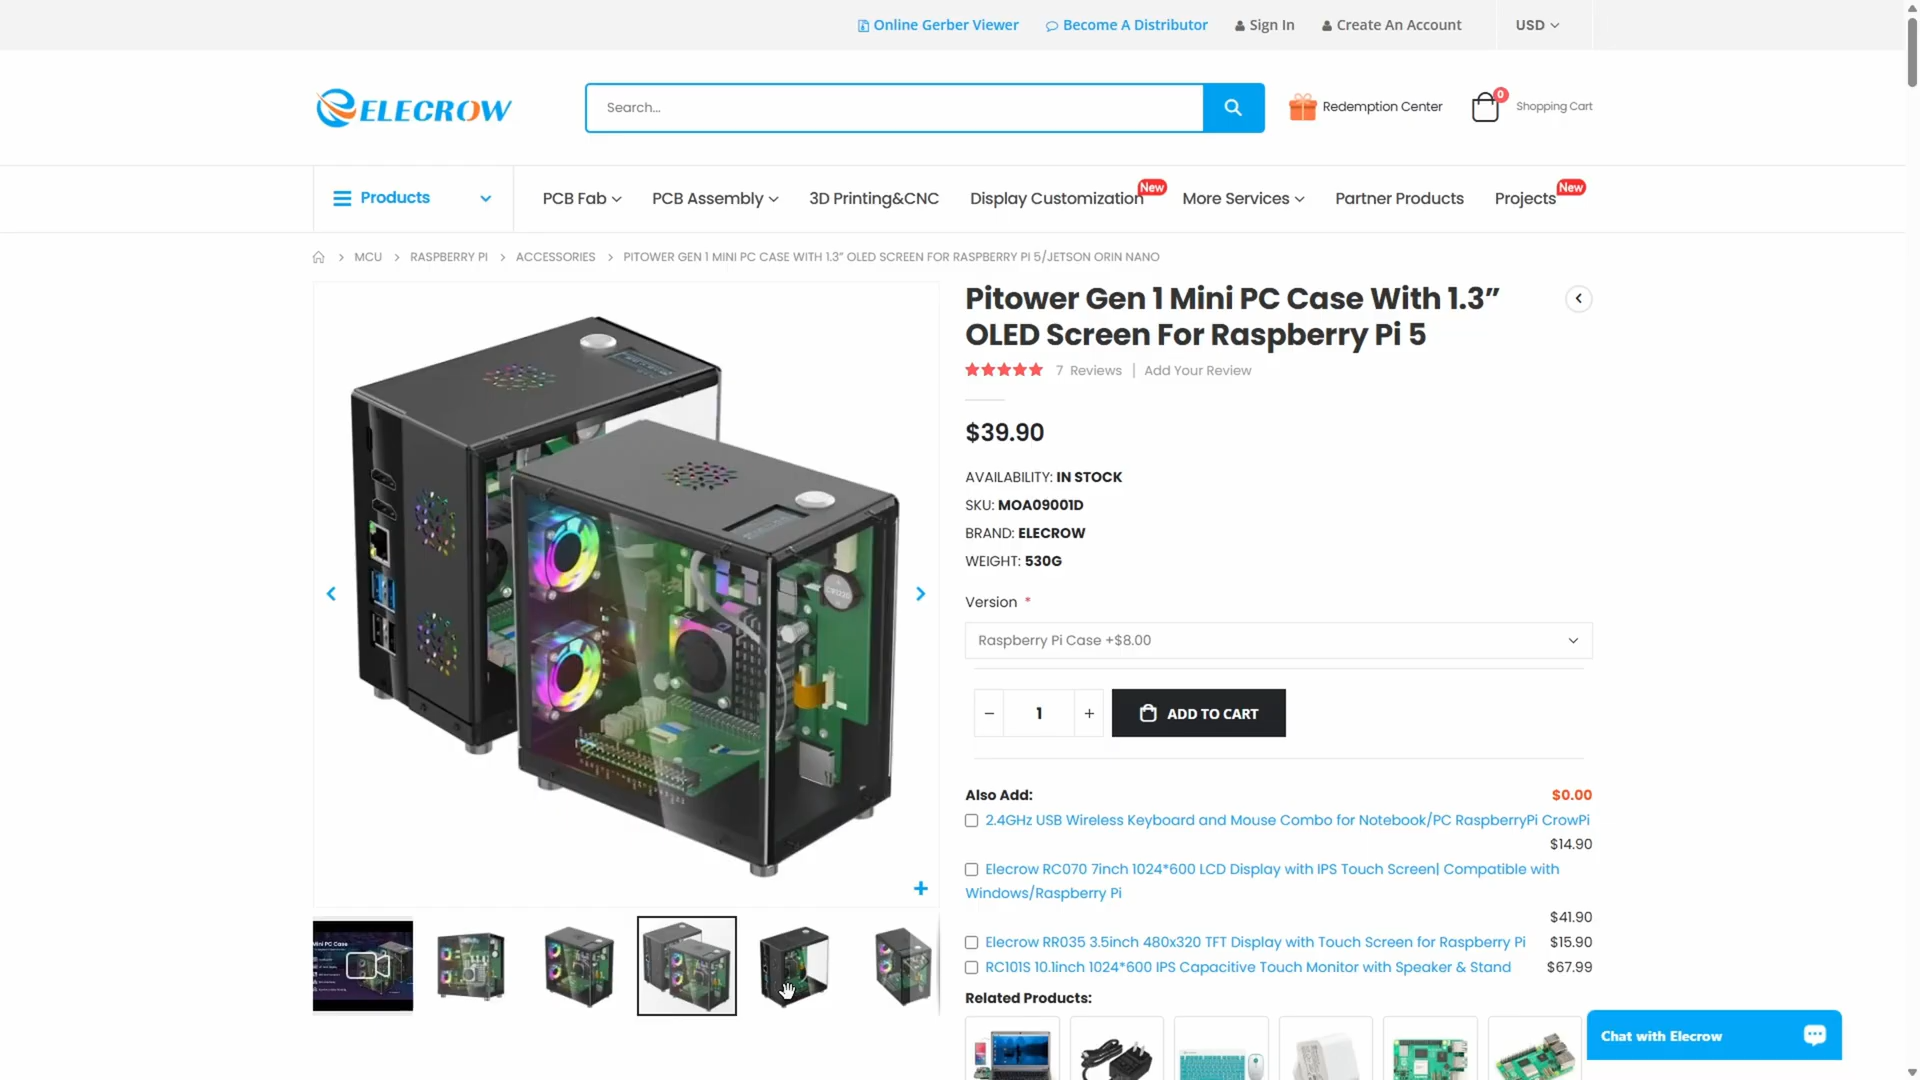 Online Gerber Viewer
Become A Distributor
Sign In
Create An Account
USD
ELECROW
Search...
Redemption Center
0
Shopping Cart
Products
PCB Fab
PCB Assembly
3D Printing&CNC
Display Customization
New
More Services
Partner Products
Projects
New
MCU
RASPBERRY PI
ACCESSORIES
PITOWER GEN 1 MINI PC CASE WITH 1.3” OLED SCREEN FOR RASPBERRY PI 5/JETSON ORIN NANO
Pitower Gen 1 Mini PC Case With 1.3”
OLED Screen For Raspberry Pi 5
7 Reviews | Add Your Review
$39.90
AVAILABILITY: IN STOCK
SKU: MOA09001D
BRAND: ELECROW
WEIGHT: 530G
Version *
Raspberry Pi Case +$8.00
− 1 +
ADD TO CART
Also Add: $0.00
2.4GHz USB Wireless Keyboard and Mouse Combo for Notebook/PC RaspberryPi CrowPi
$14.90
Elecrow RC070 7inch 1024*600 LCD Display with IPS Touch Screen| Compatible with
Windows/Raspberry Pi
$41.90
Elecrow RR035 3.5inch 480x320 TFT Display with Touch Screen for Raspberry Pi $15.90
RC101S 10.1inch 1024*600 IPS Capacitive Touch Monitor with Speaker & Stand $67.99
Related Products:
Mini PC Case
Chat with Elecrow